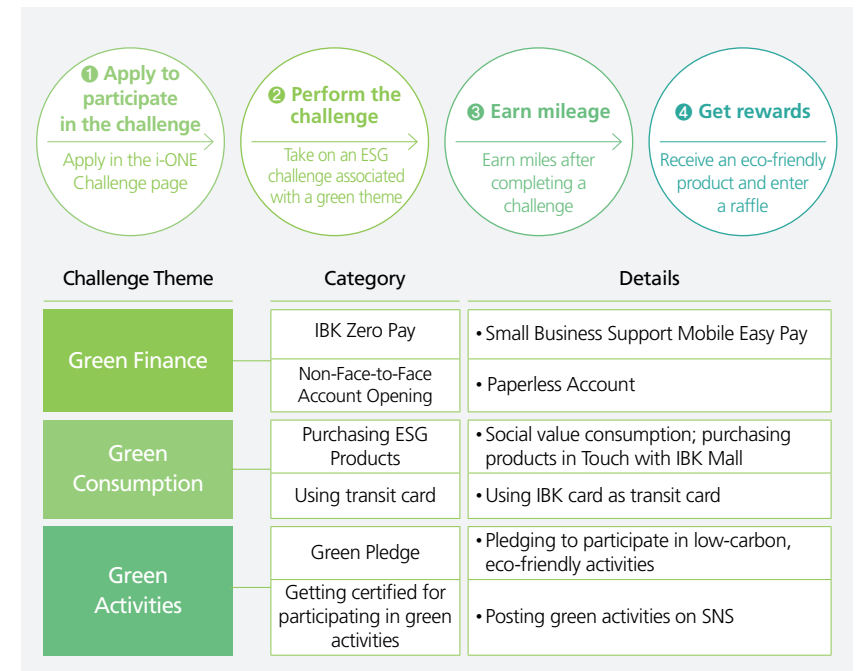 ❶ Apply to
participate
in the challenge
Apply in the i-ONE
Challenge page
❷ Perform the
challenge
Take on an ESG
challenge associated
with a green theme
❸ Earn mileage
Earn miles after
completing a
challenge
❹ Get rewards
Receive an eco-friendly
product and enter
a raffle
Challenge Theme
Category
Details
Green Finance
IBK Zero Pay
• Small Business Support Mobile Easy Pay
Non-Face-to-Face
Account Opening
• Paperless Account
Green
Consumption
Purchasing ESG
Products
• Social value consumption; purchasing
products in Touch with IBK Mall
Using transit card
• Using IBK card as transit card
Green
Activities
Green Pledge
• Pledging to participate in low-carbon,
eco-friendly activities
Getting certified for
participating in green
activities
• Posting green activities on SNS